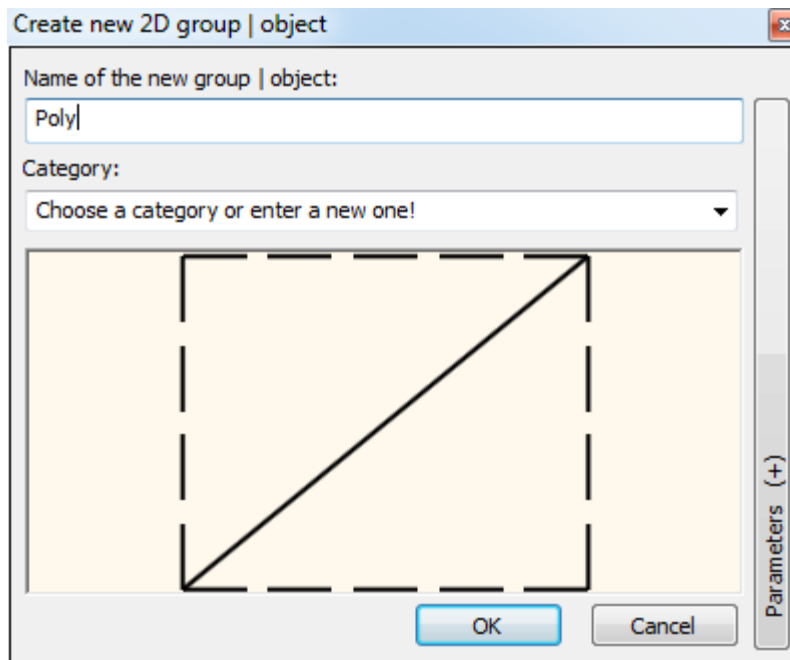 Create new 2D group | object
Name of the new group | object:
Poly
Category:
Choose a category or enter a new one!
Parameters (+)
OK
Cancel